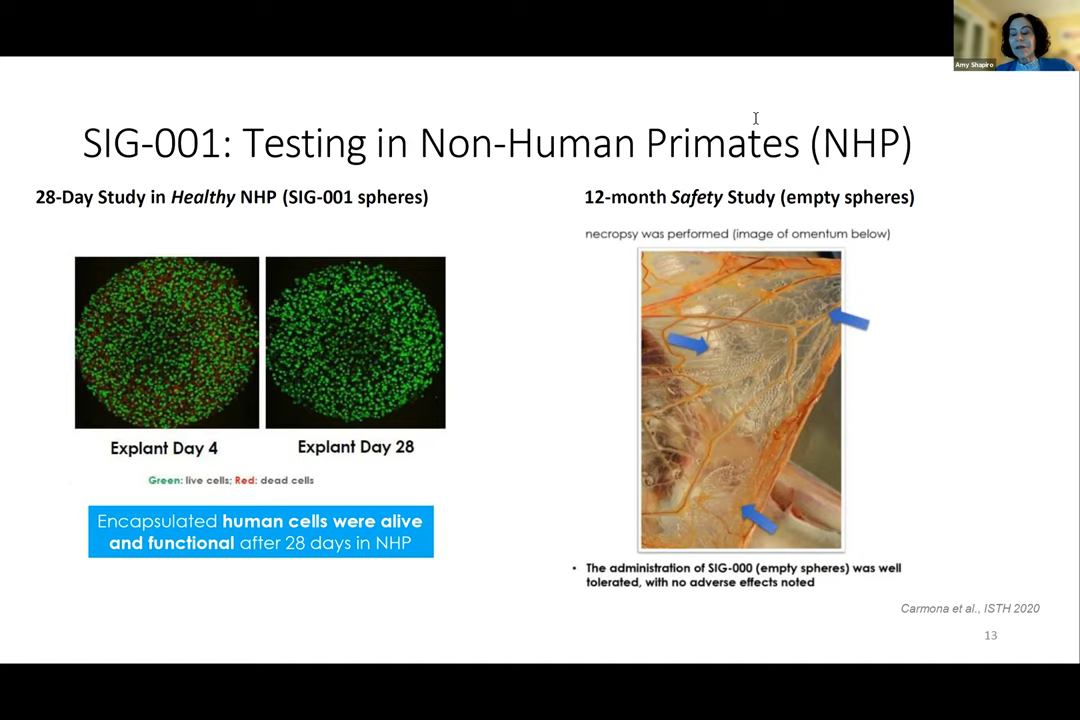 Amy Shapiro
SIG-001: Testing in Non-Human Primates (NHP)
28-Day Study in Healthy NHP (SIG-001 spheres)
Explant Day 4
Explant Day 28
Green: live cells; Red: dead cells
Encapsulated human cells were alive
and functional after 28 days in NHP
12-month Safety Study (empty spheres)
necropsy was performed (image of omentum below)
• The administration of SIG-000 (empty spheres) was well
tolerated, with no adverse effects noted
Carmona et al., ISTH 2020
13